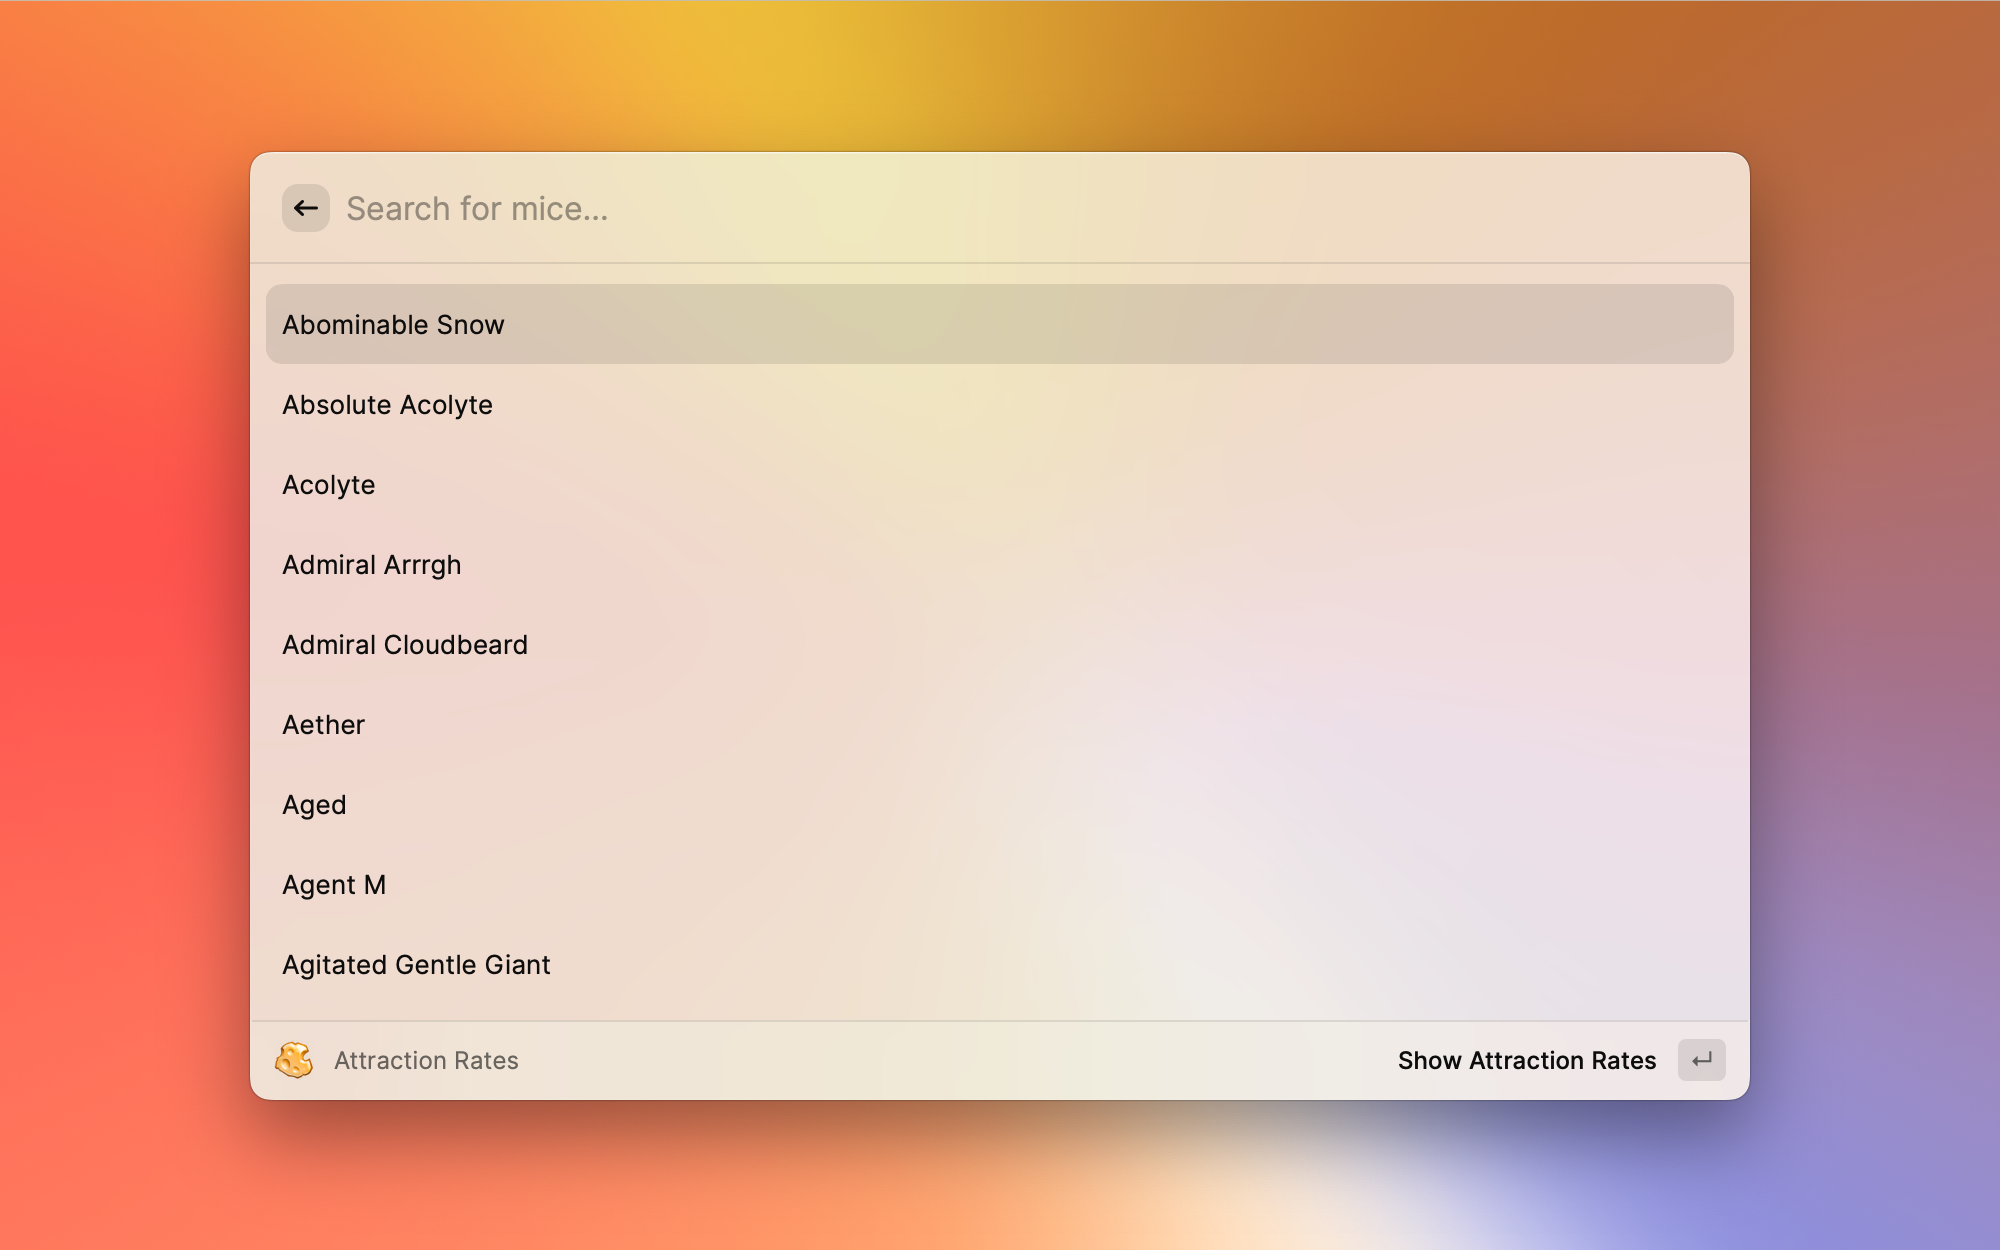 Search for mice...
Abominable Snow
Absolute Acolyte
Acolyte
Admiral Arrrgh
Admiral Cloudbeard
Aether
Aged
Agent M
Agitated Gentle Giant
Attraction Rates
Show Attraction Rates